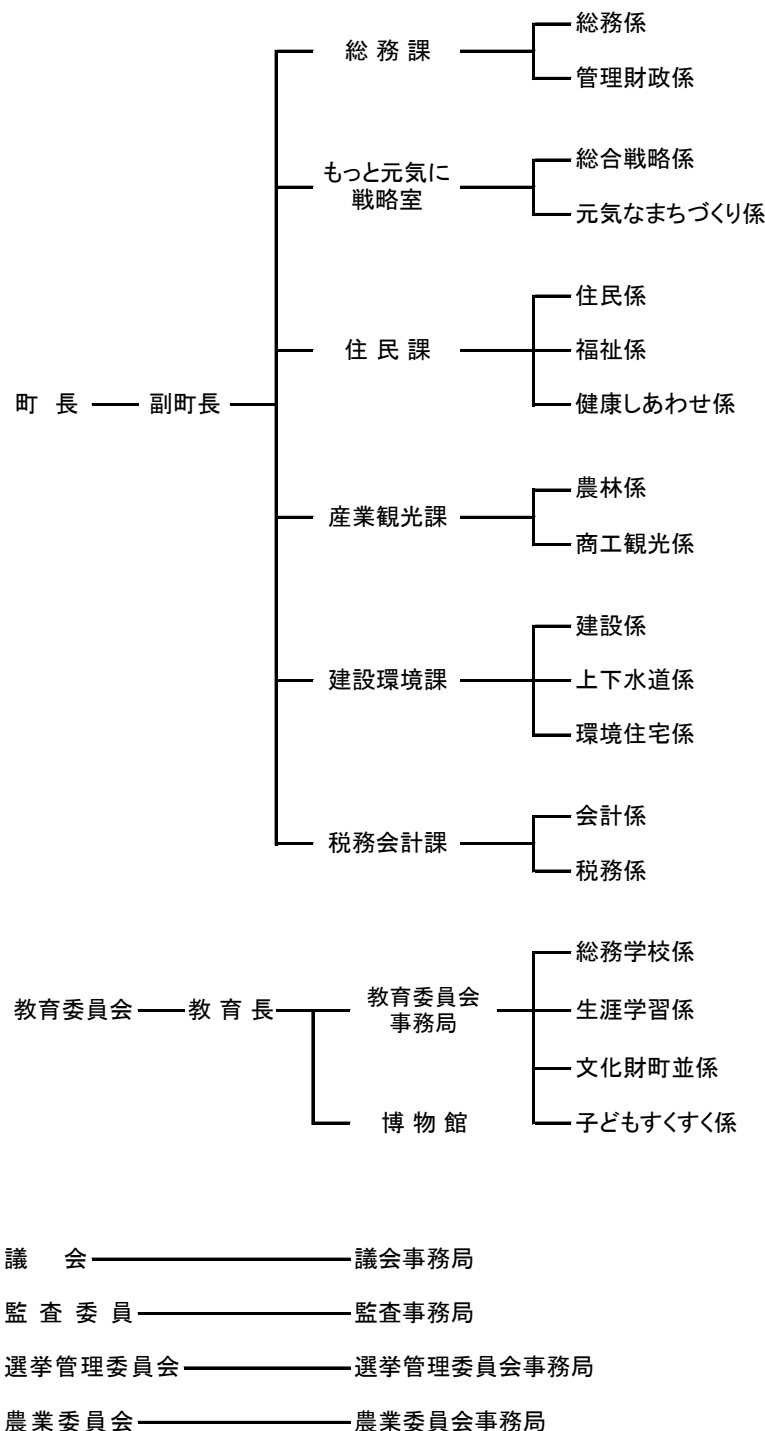 総務係
総 務 課
管理財政係
総合戦略係
もっと元気に
戦略室
元気なまちづくり係
住民係
住 民 課
福祉係
健康しあわせ係
町 長
副町長
農林係
産業観光課
商工観光係
建設係
建設環境課
上下水道係
環境住宅係
会計係
税務会計課
税務係
総務学校係
教育委員会
教 育 長
教育委員会
事務局
生涯学習係
文化財町並係
博 物 館
子どもすくすく係
議 会 議会事務局
監 査 委 員 監査事務局
選挙管理委員会 選挙管理委員会事務局
農業委員会 農業委員会事務局